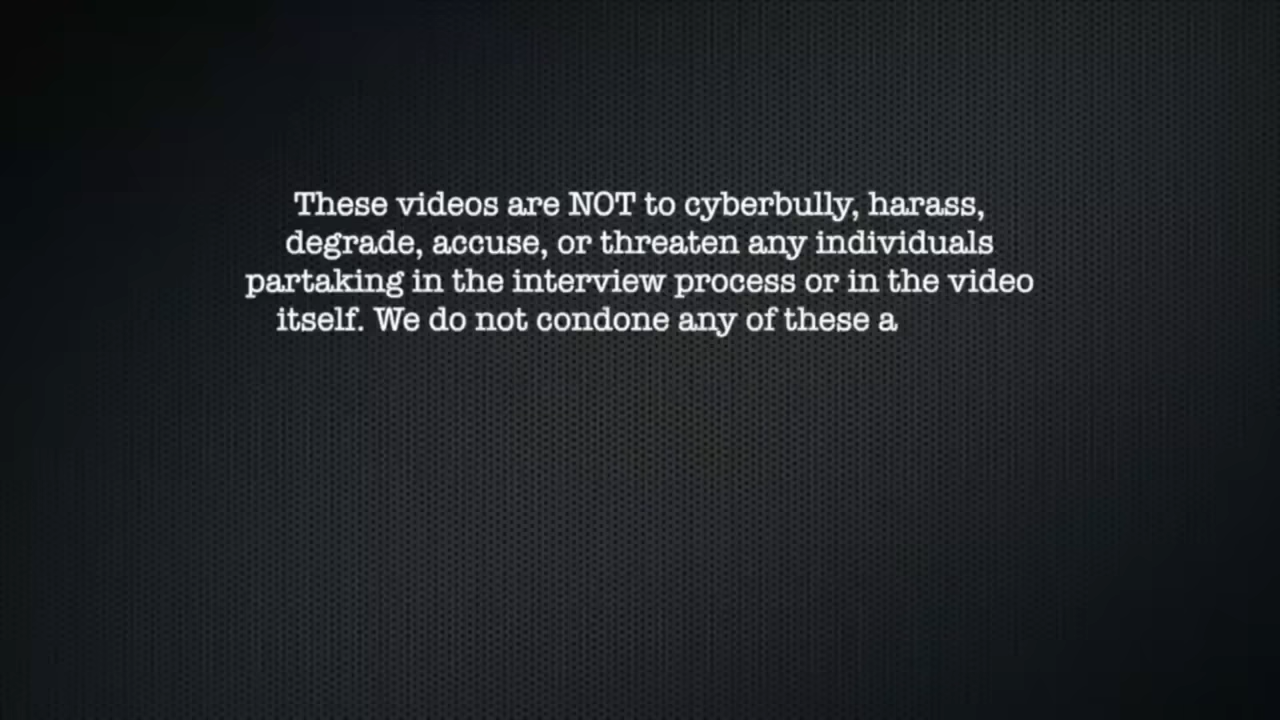 These videos are NOT to cyberbully, harass,
degrade, accuse, or threaten any individuals
partaking in the interview process or in the video
itself. We do not condone any of these a